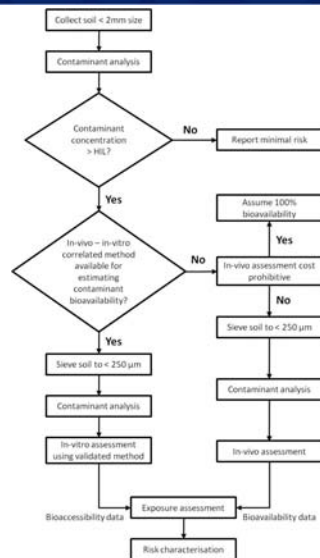 Collect soil < 2mm size
Contaminant analysis
Contaminant
concentration
> HIL?
No
Report minimal risk
Yes
Assume 100%
bioavailability
Yes
In-vivo – in-vitro
correlated method
available for
estimating
contaminant
bioavailability?
No
In-vivo assessment cost
prohibitive
No
Yes
Sieve soil to < 250 µm
Sieve soil to < 250 µm
Contaminant analysis
Contaminant analysis
In-vitro assessment
using validated method
In-vivo assessment
Bioaccessibility data
Exposure assessment
Bioavailability data
Risk characterisation